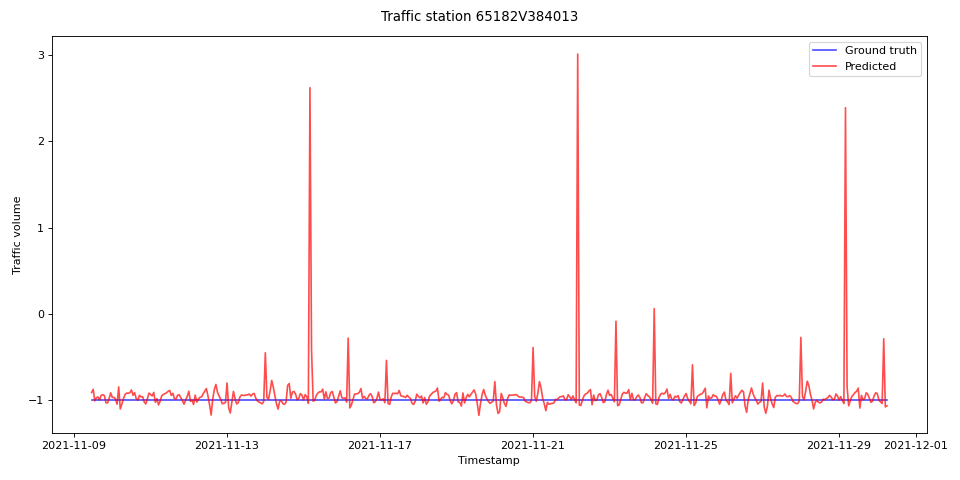 Traffic station 65182V384013
Ground truth
Predicted
3
2
1
0
−1
Traffic volume
2021-11-09
2021-11-13
2021-11-17
2021-11-21
2021-11-25
2021-11-29
2021-12-01
Timestamp